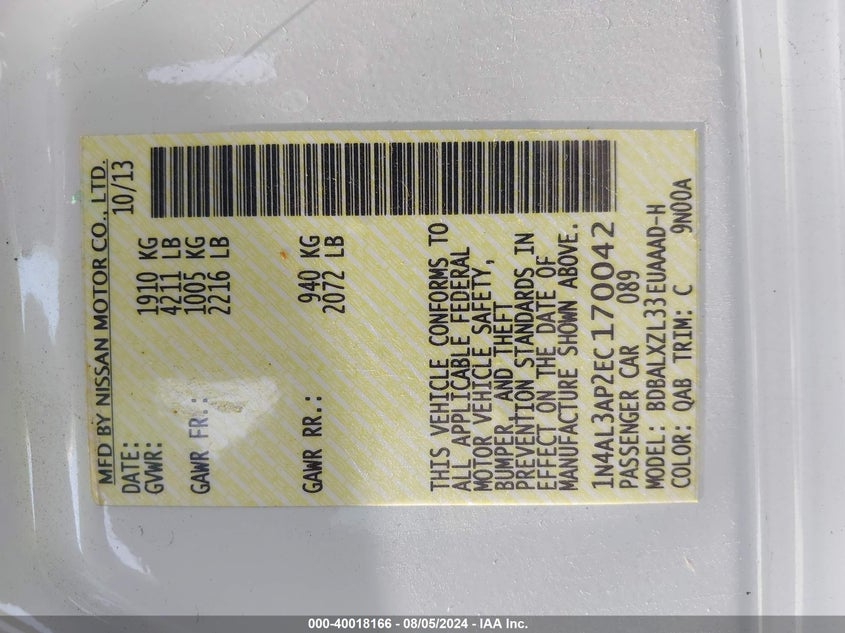 MFD BY NISSAN MOTOR CO., LTD.
DATE: 10/13
GVWR: 1910 KG
4211 LB
GAWR FR.: 1005 KG
2216 LB
GAWR RR.: 940 KG
2072 LB
THIS VEHICLE CONFORMS TO
ALL APPLICABLE FEDERAL
MOTOR VEHICLE SAFETY,
BUMPER AND THEFT
PREVENTION STANDARDS IN
EFFECT ON THE DATE OF
MANUFACTURE SHOWN ABOVE.
1N4AL3AP2EC170042
PASSENGER CAR 089
MODEL: BDBALXZL33EUAAAD-H
COLOR: QAB TRIM: C 9N00A
000-40018166 - 08/05/2024 - IAA Inc.